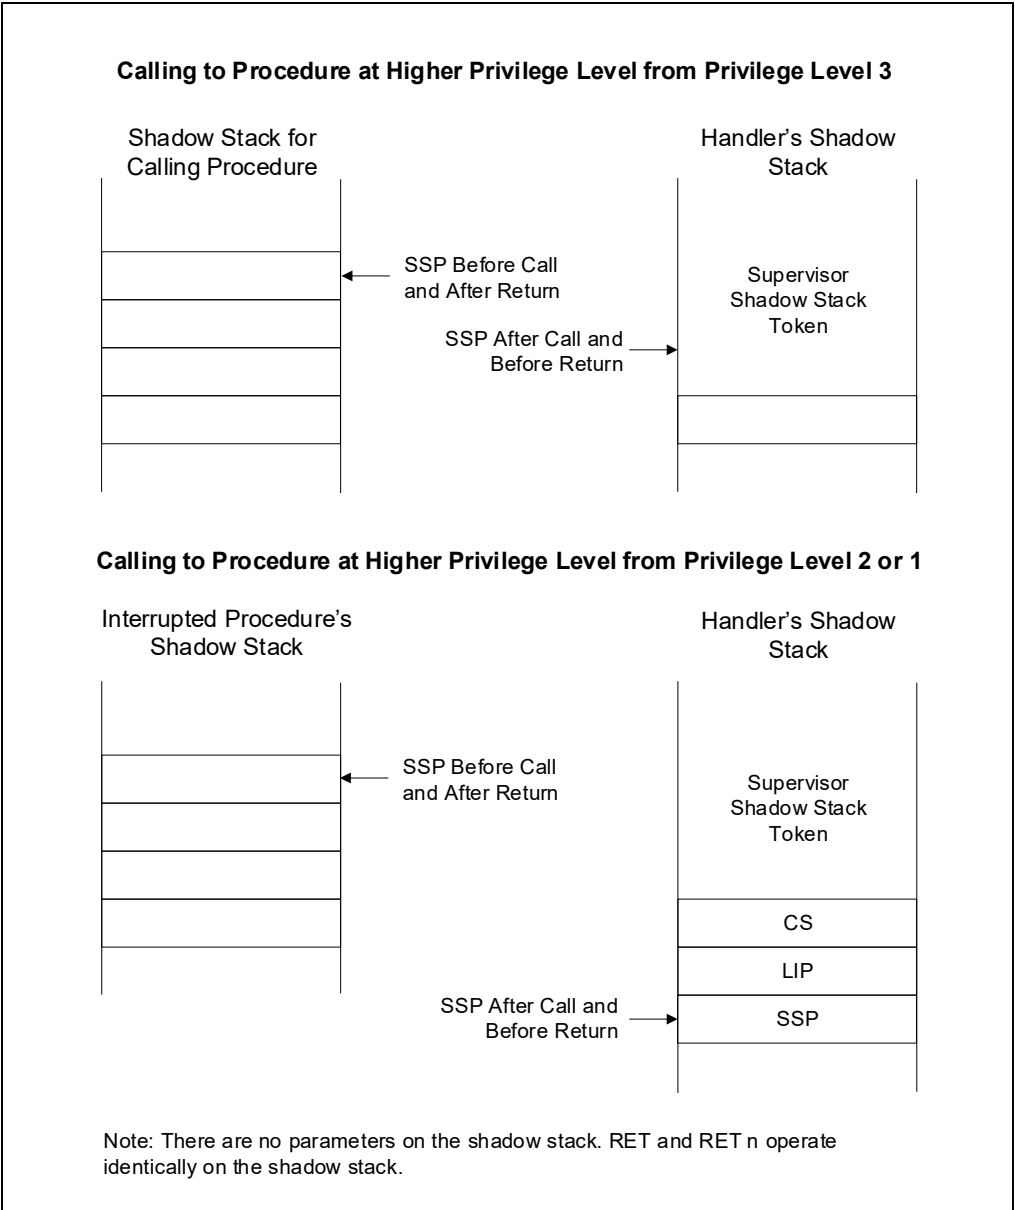 Calling to Procedure at Higher Privilege Level from Privilege Level 3
Shadow Stack for
Calling Procedure
Handler's Shadow
Stack
SSP Before Call
and After Return
Supervisor
Shadow Stack
Token
SSP After Call and
Before Return
Calling to Procedure at Higher Privilege Level from Privilege Level 2 or 1
Interrupted Procedure's
Shadow Stack
Handler's Shadow
Stack
SSP Before Call
and After Return
Supervisor
Shadow Stack
Token
CS
LIP
SSP After Call and
Before Return
SSP
Note: There are no parameters on the shadow stack. RET and RET n operate
identically on the shadow stack.